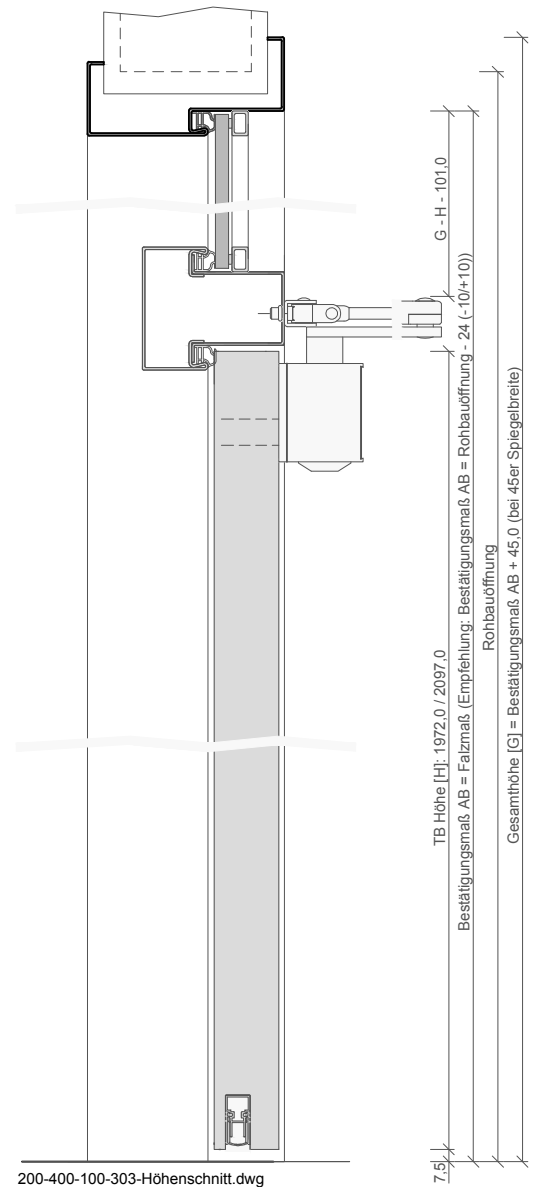 G - H - 101,0
TB Höhe [H]: 1972,0 / 2097,0
7,5
Bestätigungsmaß AB = Falzmaß (Empfehlung: Bestätigungsmaß AB = Rohbauöffnung - 24 (-10/+10))
Rohbauöffnung
Gesamthöhe [G] = Bestätigungsmaß AB + 45,0 (bei 45er Spiegelbreite)
200-400-100-303-Höhenschnitt.dwg